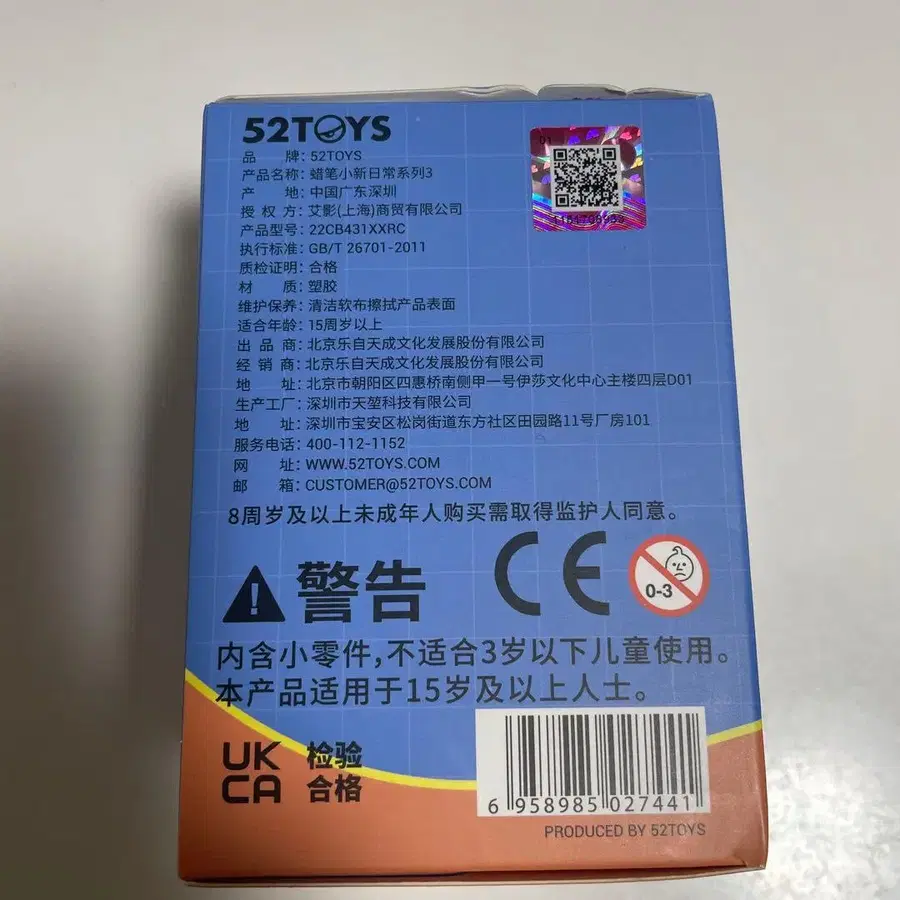 52TOYS
品 牌：52TOYS
产品名称：蜡笔小新日常系列3
产 地：中国广东深圳
授 权 方：艾影(上海)商贸有限公司
产品型号：22CB431XXRC
执行标准：GB/T 26701-2011
质检证明：合格
材 质：塑胶
维护保养：清洁软布擦拭产品表面
适合年龄：15周岁以上
出 品 商：北京乐自天成文化发展股份有限公司
经 销 商：北京乐自天成文化发展股份有限公司
地 址：北京市朝阳区四惠桥南侧甲一号伊莎文化中心主楼四层D01
生产工厂：深圳市天堃科技有限公司
地 址：深圳市宝安区松岗街道东方社区田园路11号厂房101
服务电话：400-112-1152
网 址：WWW.52TOYS.COM
邮 箱：CUSTOMER@52TOYS.COM
8周岁及以上未成年人购买需取得监护人同意。
警告
CE
0-3
内含小零件,不适合3岁以下儿童使用。
本产品适用于15岁及以上人士。
UK
CA
检验
合格
6 958985 027441
PRODUCED BY 52TOYS